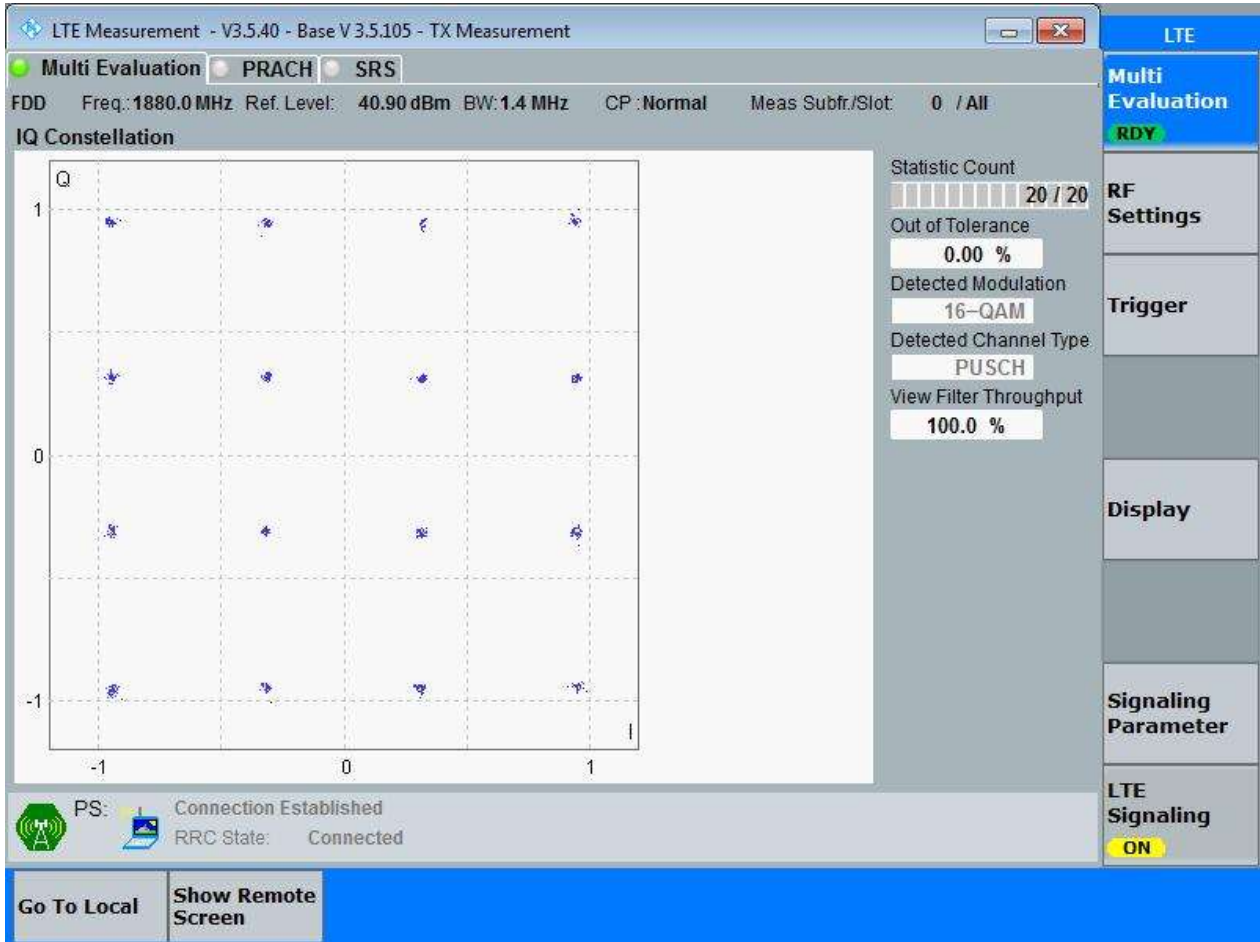 LTE Measurement - V3.5.40 - Base V 3.5.105 - TX Measurement
LTE
Multi Evaluation PRACH SRS
Multi
Evaluation
RDY
FDD Freq.: 1880.0 MHz Ref. Level: 40.90 dBm BW: 1.4 MHz CP : Normal Meas Subfr./Slot: 0 / All
IQ Constellation
Q
1
0
-1
I
-1 0 1
Statistic Count
20 / 20
Out of Tolerance
0.00 %
Detected Modulation
16-QAM
Detected Channel Type
PUSCH
View Filter Throughput
100.0 %
RF
Settings
Trigger
Display
Signaling
Parameter
LTE
Signaling
ON
PS: Connection Established
RRC State: Connected
Go To Local
Show Remote
Screen